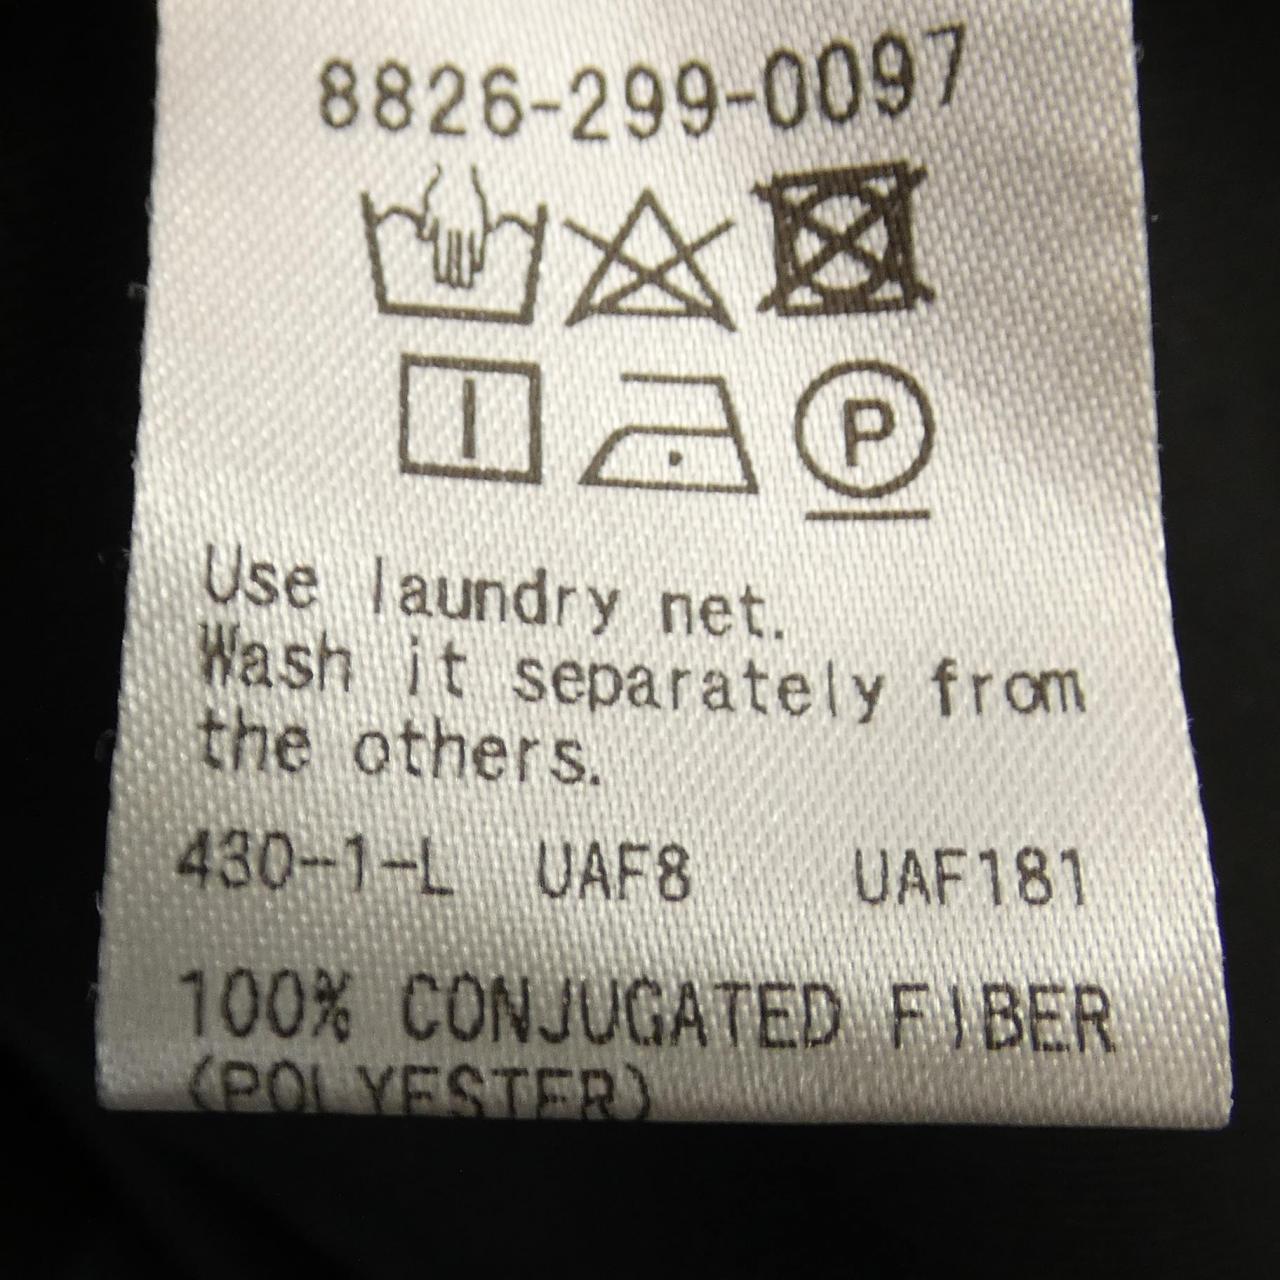 8826-299-0097
P
Use laundry net.
Wash it separately from
the others.
430-1-L UAF8 UAF181
100% CONJUGATED FIBER
(POLYESTER)